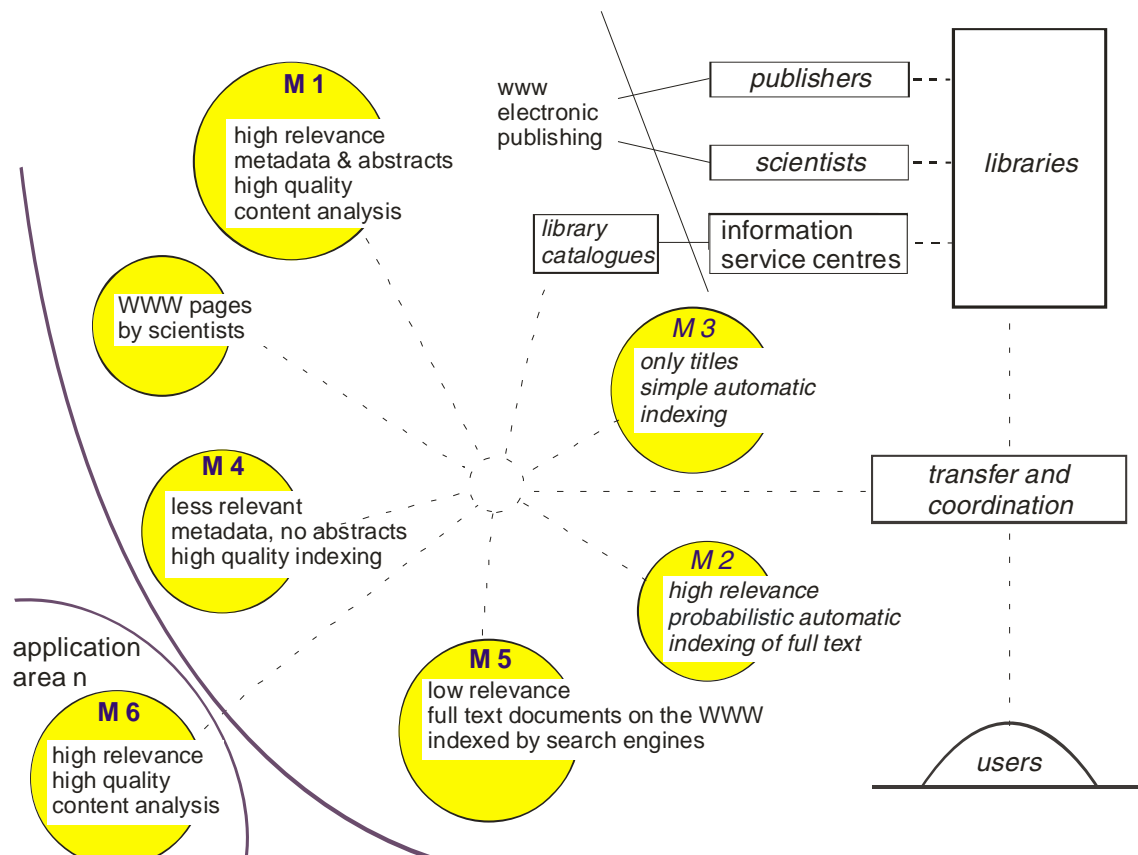 M 1
high relevance
metadata & abstracts
high quality
content analysis
www
electronic
publishing
publishers
scientists
libraries
library
catalogues
information
service centres
WWW pages
by scientists
M 3
only titles
simple automatic
indexing
M 4
less relevant
metadata, no abstracts
high quality indexing
transfer and
coordination
M 2
high relevance
probabilistic automatic
indexing of full text
application
area n
M 5
low relevance
full text documents on the WWW
indexed by search engines
M 6
high relevance
high quality
content analysis
users